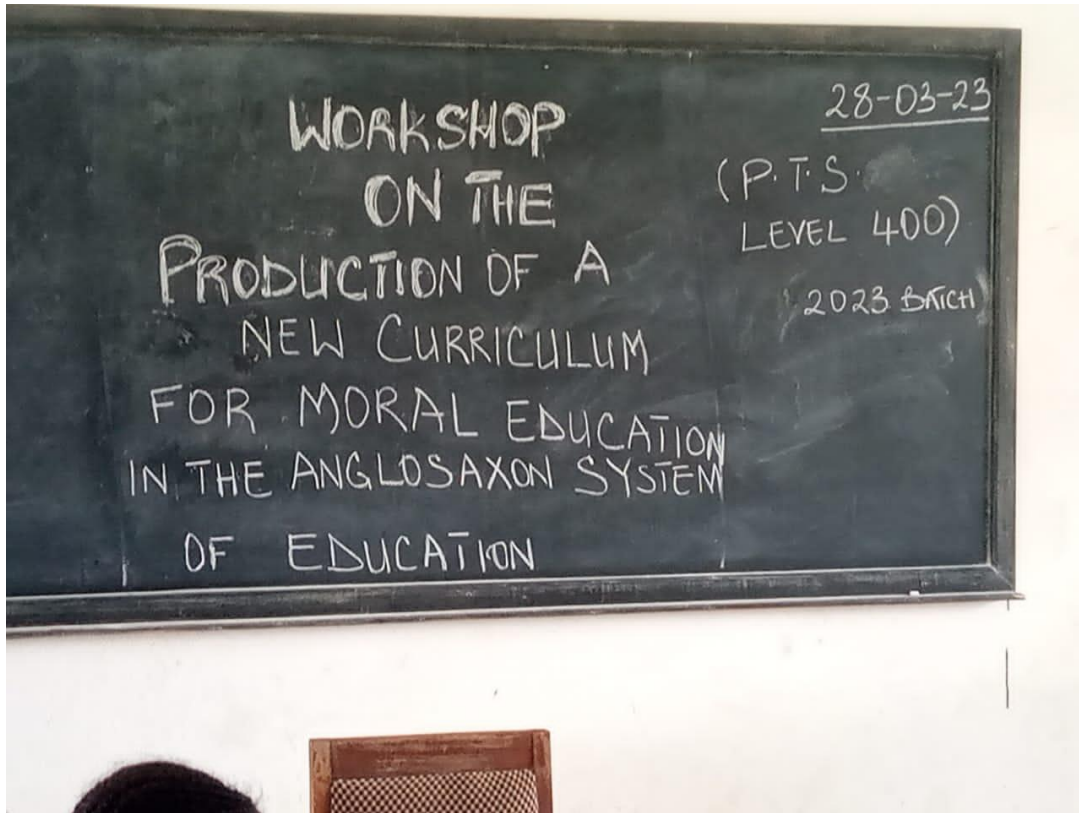 WORKSHOP
ON THE
PRODUCTION OF A
NEW CURRICULUM
FOR MORAL EDUCATION
IN THE ANGLOSAXON SYSTEM
OF EDUCATION
28-03-23
(P.T.S.
LEVEL 400)
2023 BATCH)